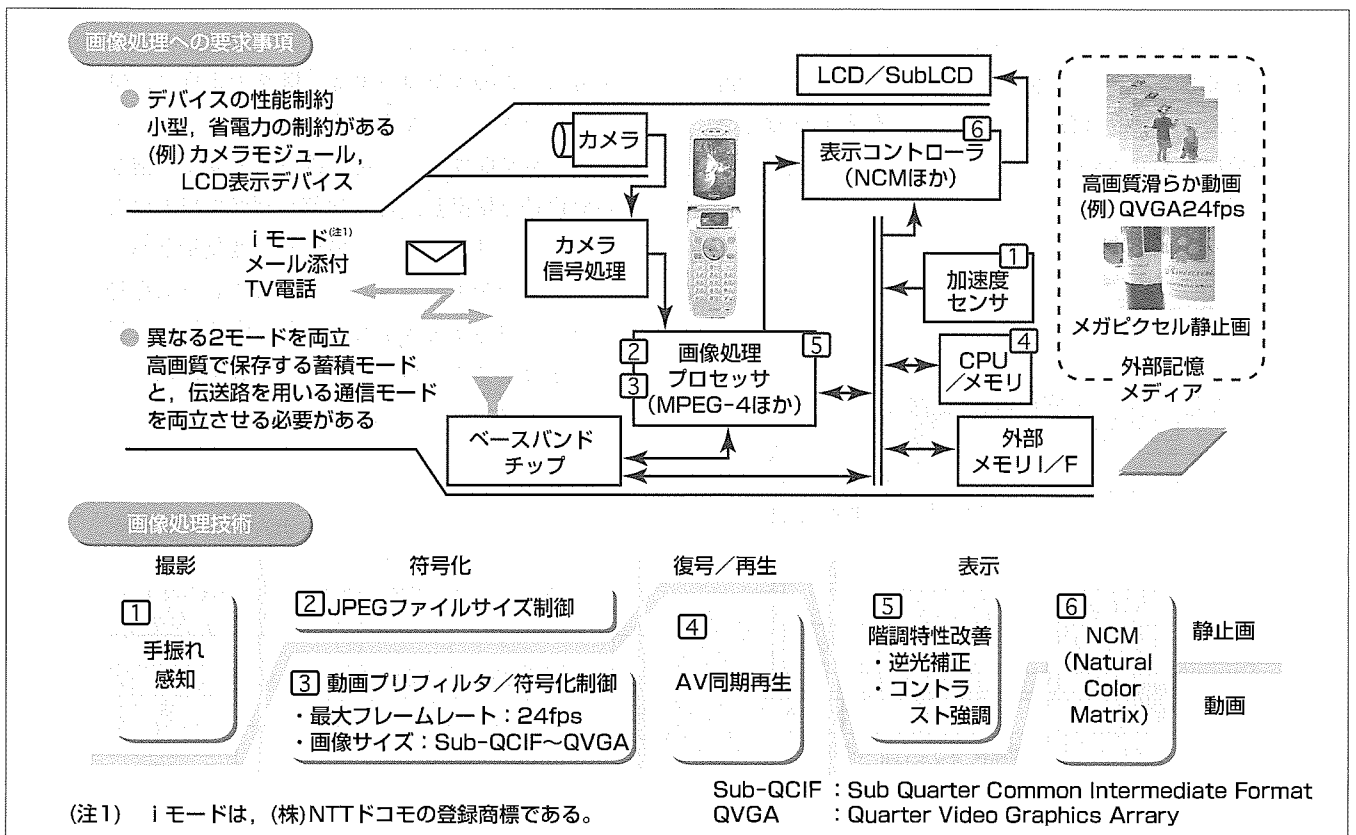 画像処理への要求事項
● デバイスの性能制約
小型，省電力の制約がある
(例)カメラモジュール，
LCD表示デバイス
iモード(注1)
メール添付
TV電話
● 異なる2モードを両立
高画質で保存する蓄積モード
と，伝送路を用いる通信モード
を両立させる必要がある
カメラ
カメラ
信号処理
2
3
画像処理
プロセッサ
(MPEG-4ほか)
5
ベースバンド
チップ
LCD／SubLCD
6
表示コントローラ
(NCMほか)
1
加速度
センサ
4
CPU
／メモリ
外部
メモリI／F
高画質滑らか動画
(例)QVGA24fps
メガピクセル静止画
外部記憶
メディア
画像処理技術
撮影
符号化
復号／再生
表示
1
手振れ
感知
2 JPEGファイルサイズ制御
3 動画プリフィルタ／符号化制御
・最大フレームレート：24fps
・画像サイズ：Sub-QCIF～QVGA
4
AV同期再生
5
階調特性改善
・逆光補正
・コントラ
スト強調
6
NCM
(Natural
Color
Matrix)
静止画
動画
(注1) iモードは，(株)NTTドコモの登録商標である。
Sub-QCIF：Sub Quarter Common Intermediate Format
QVGA ：Quarter Video Graphics Arrary